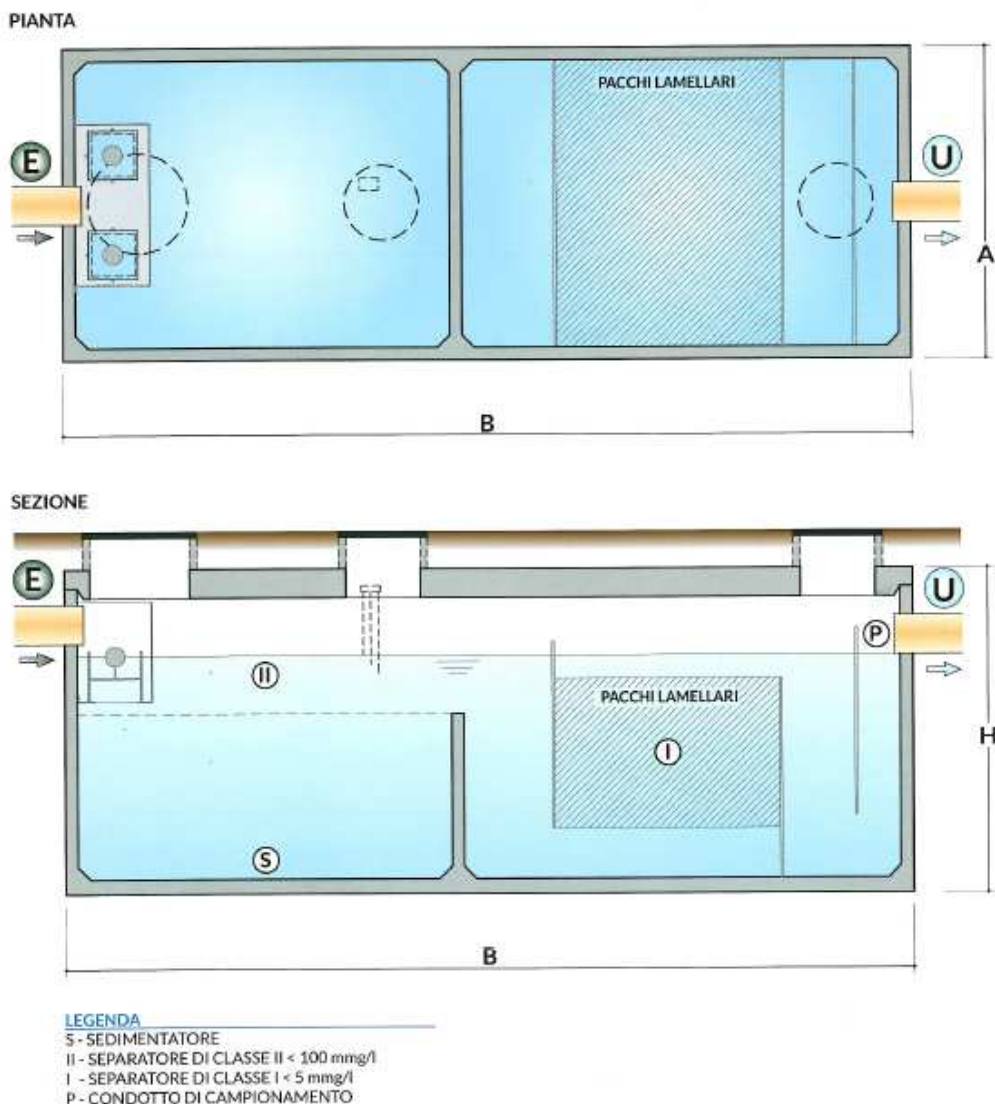 PIANTA
PACCHI LAMELLARI
E
U
A
B
SEZIONE
E
U
P
II
PACCHI LAMELLARI
I
H
S
B
LEGENDA
S - SEDIMENTATORE
II - SEPARATORE DI CLASSE II < 100 mmg/l
I - SEPARATORE DI CLASSE I < 5 mmg/l
P - CONDOTTO DI CAMPIONAMENTO